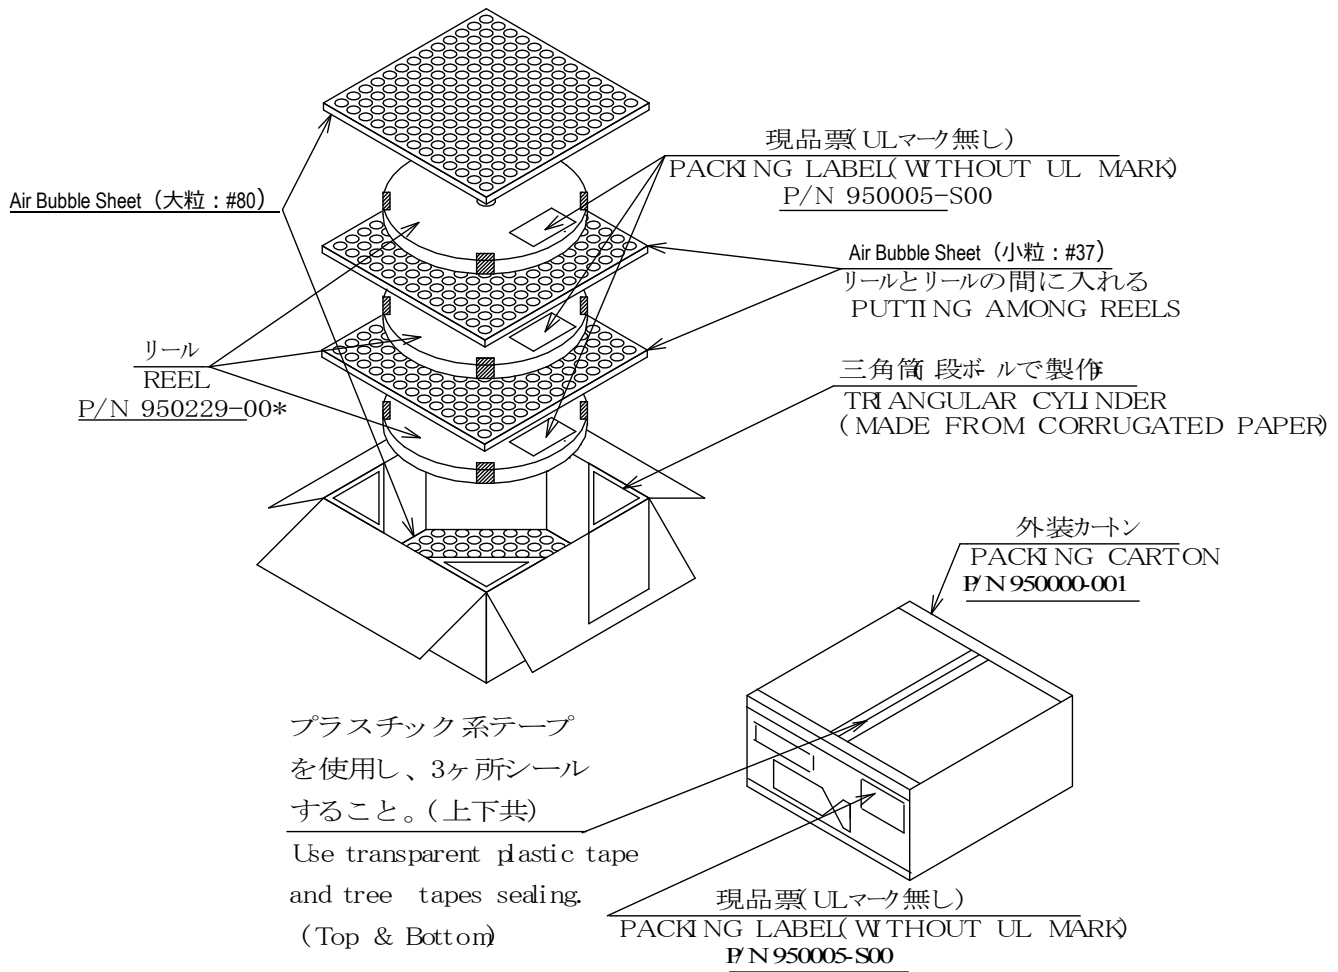 現品票(ULマーク無し)
PACKING LABEL(WITHOUT UL MARK)
P/N 950005-S00
Air Bubble Sheet（大粒：#80）
Air Bubble Sheet（小粒：#37）
リールとリールの間に入れる
PUTTING AMONG REELS
リール
REEL
P/N 950229-00*
三角筒 段ボールで製作
TRIANGULAR CYLINDER
(MADE FROM CORRUGATED PAPER)
外装カートン
PACKING CARTON
P/N 950000-001
プラスチック系テープ
を使用し、3ヶ所シール
すること。(上下共)
Use transparent plastic tape
and tree tapes sealing.
(Top & Bottom)
現品票(ULマーク無し)
PACKING LABEL(WITHOUT UL MARK)
P/N 950005-S00